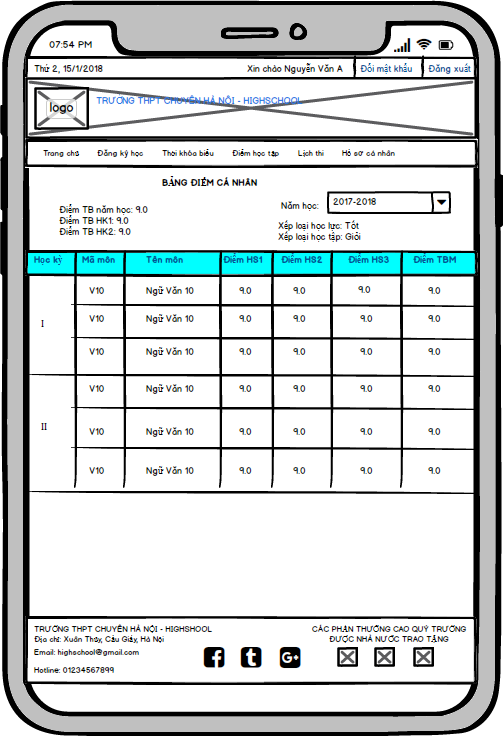 07:54 PM
Thứ 2, 15/1/2018 Xin chào Nguyễn Văn A Đổi mật khẩu Đăng xuất
logo
TRƯỜNG THPT CHUYÊN HÀ NỘI - HIGHSCHOOL
Trang chủ Đăng ký học Thời khóa biểu Điểm học tập Lịch thi Hồ sơ cá nhân
BẢNG ĐIỂM CÁ NHÂN
Năm học: 2017-2018
Điểm TB năm học: 9.0
Điểm TB HK1: 9.0
Điểm TB HK2: 9.0
Xếp loại học lực: Tốt
Xếp loại học tập: Giỏi
Học kỳ Mã môn Tên môn Điểm HS1 Điểm HS2 Điểm HS3 Điểm TBM
I
V10 Ngữ Văn 10 9.0 9.0 9.0 9.0
V10 Ngữ Văn 10 9.0 9.0 9.0 9.0
V10 Ngữ Văn 10 9.0 9.0 9.0 9.0
II
V10 Ngữ Văn 10 9.0 9.0 9.0 9.0
V10 Ngữ Văn 10 9.0 9.0 9.0 9.0
V10 Ngữ Văn 10 9.0 9.0 9.0 9.0
TRƯỜNG THPT CHUYÊN HÀ NỘI - HIGHSHOOL
Địa chỉ: Xuân Thủy, Cầu Giấy, Hà Nội
Email: highschool@gmail.com
Hotline: 01234567899
CÁC PHẦN THƯỞNG CAO QUÝ TRƯỜNG
ĐƯỢC NHÀ NƯỚC TRAO TẶNG